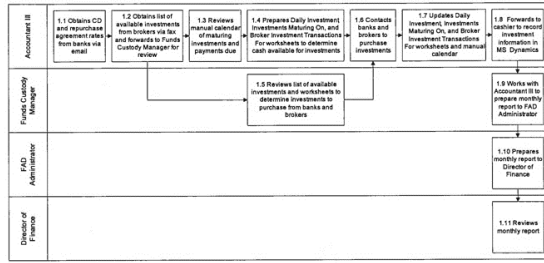 Accountant III
1.1 Obtains CD
and repurchase
agreement rates
from banks via
email
1.2 Obtains list of
available investments
from brokers via fax
and forwards to Funds
Custody Manager for
review
1.3 Reviews
manual calendar
of maturing
investments and
payments due
1.4 Prepares Daily Investment,
Investments Maturing On, and
Broker Investment Transactions
For worksheets to determine
cash available for investments
1.6 Contacts
banks and
brokers to
purchase
investments
1.7 Updates Daily
Investment, Investments
Maturing On, and Broker
Investment Transactions
For worksheets and manual
calendar
1.8 Forwards to
cashier to record
investment
information in
MS Dynamics
Funds Custody
Manager
1.5 Reviews list of available
investments and worksheets to
determine investments to
purchase from banks and
brokers
1.9 Works with
Accountant III to
prepare monthly
report to FAD
Administrator
FAD
Administrator
1.10 Prepares
monthly report to
Director of
Finance
Director of
Finance
1.11 Reviews
monthly report